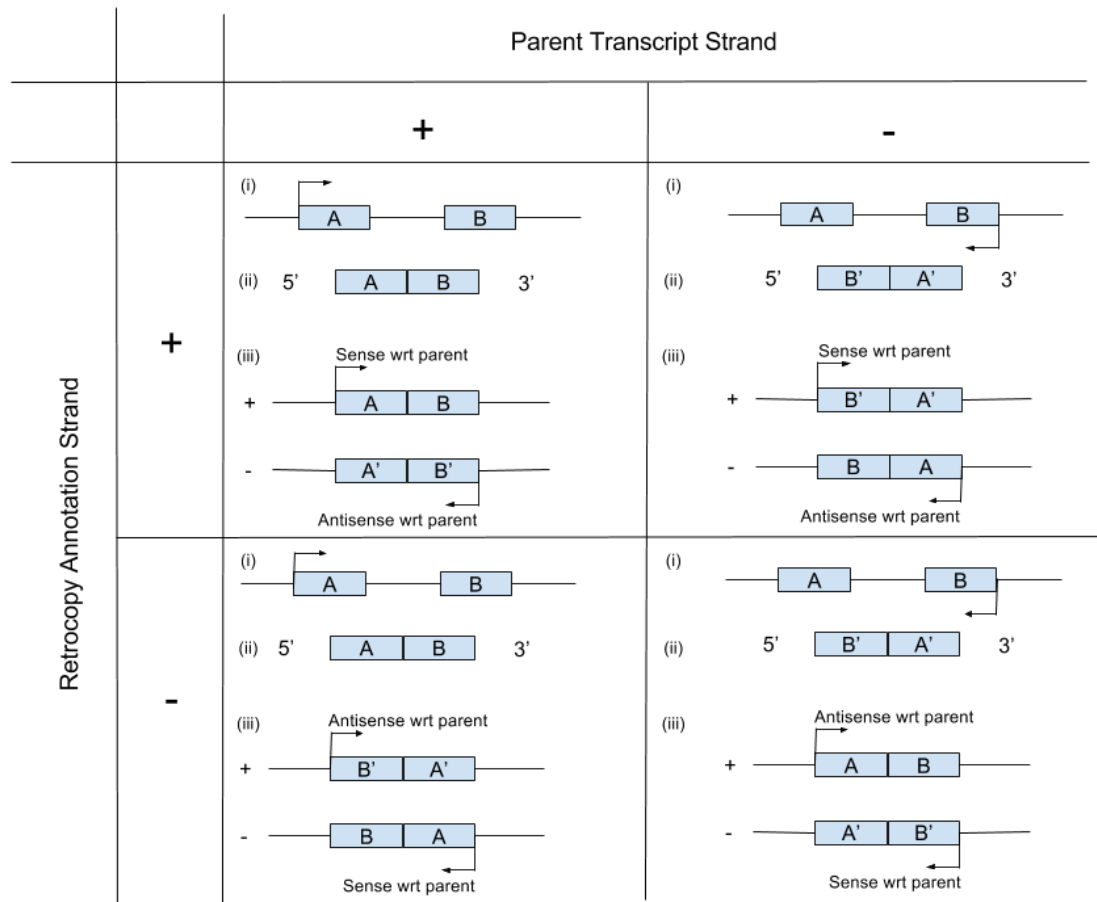 Parent Transcript Strand
+
-
Retrocopy Annotation Strand
+
(i)
A B
(ii) 5’ A B 3’
(iii) Sense wrt parent
+ A B
- A’ B’
Antisense wrt parent
(i)
A B
(ii) 5’ B’ A’ 3’
(iii) Sense wrt parent
+ B’ A’
- B A
Antisense wrt parent
-
(i)
A B
(ii) 5’ A B 3’
(iii) Antisense wrt parent
+ B’ A’
- B A
Sense wrt parent
(i)
A B
(ii) 5’ B’ A’ 3’
(iii) Antisense wrt parent
+ A B
- A’ B’
Sense wrt parent